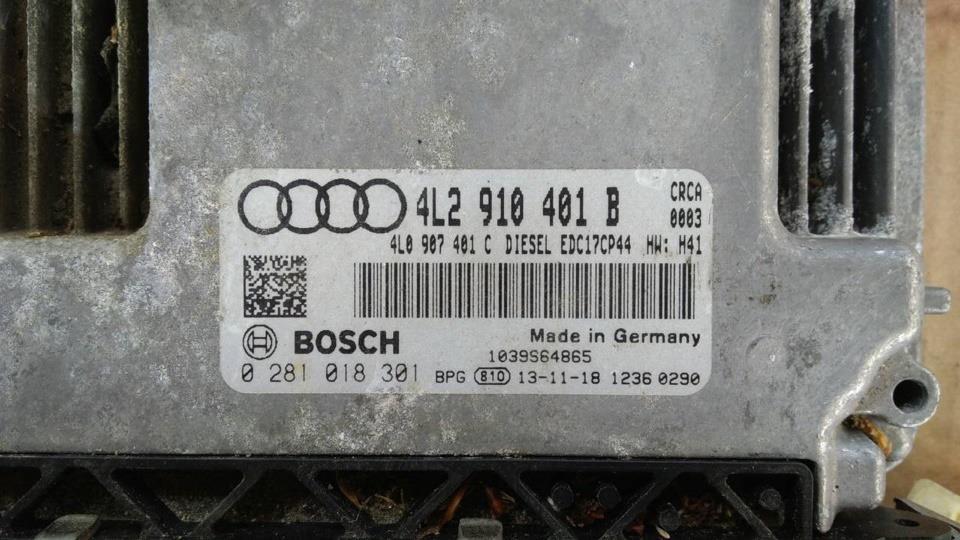 4L2 910 401 B CRCA
0003
4L0 907 401 C DIESEL EDC17CP44 HW: H41
BOSCH Made in Germany
1039S64865
0 281 018 301 BPG 810 13-11-18 1236 0290